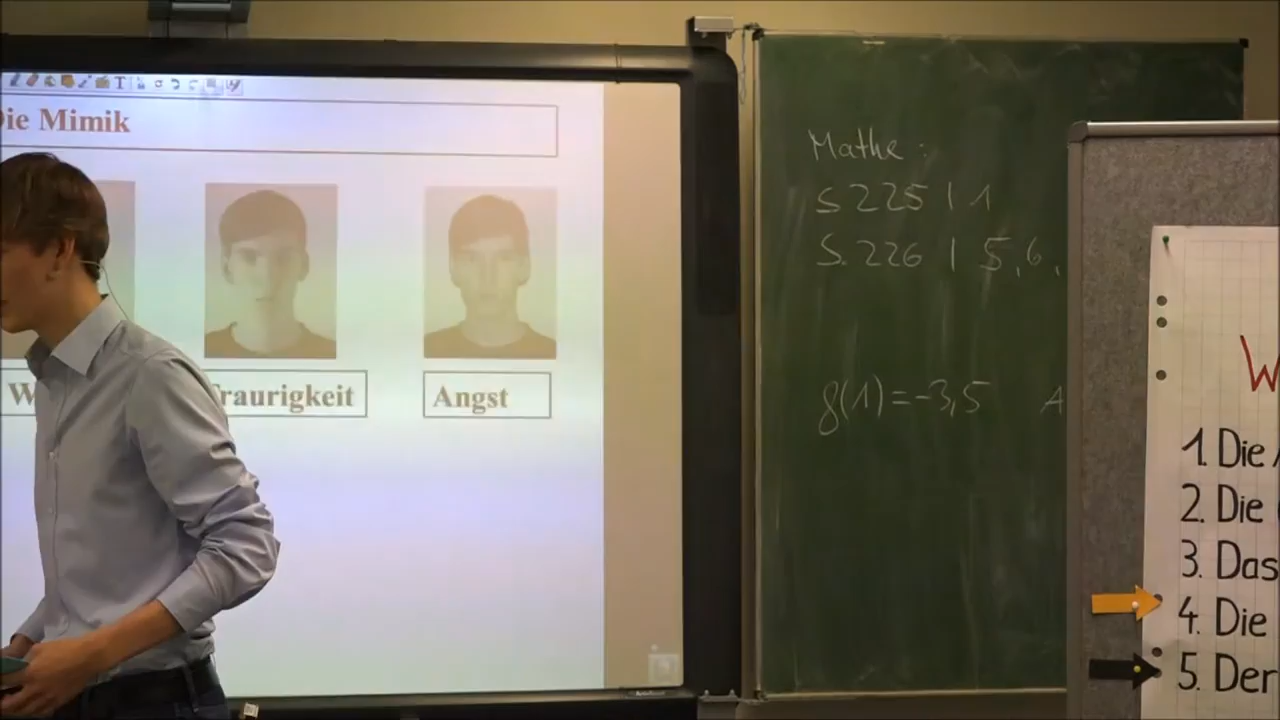 Die Mimik
Traurigkeit
Angst
Mathe:
S 225 | 1
S. 226 | 5, 6,
g(1) = -3,5 A
W
1. Die
2. Die
3. Das
4. Die
5. Der